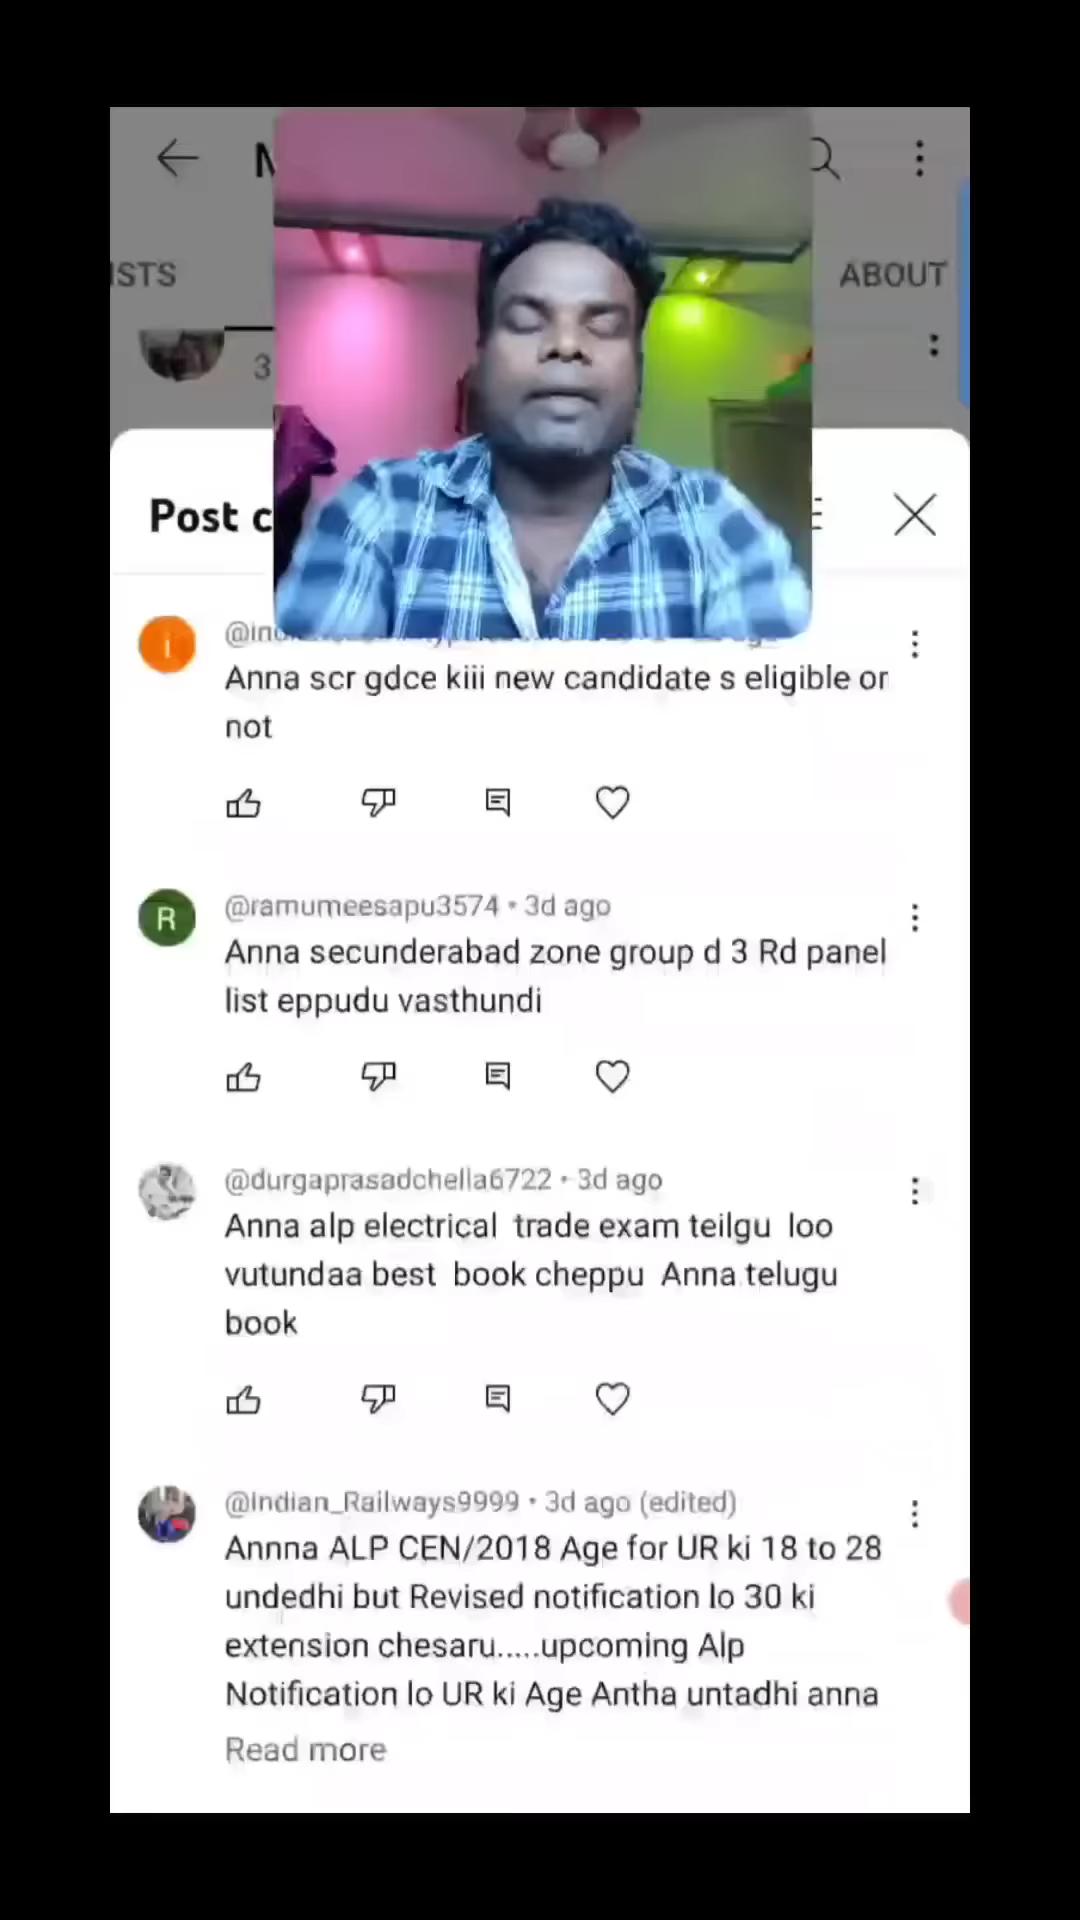 ISTS
ABOUT
3
Post
Anna scr gdce kiii new candidate s eligible or
not
R
@ramumeesapu3574 • 3d ago
Anna secunderabad zone group d 3 Rd panel
list eppudu vasthundi
@durgaprasadchella6722 • 3d ago
Anna alp electrical trade exam teilgu loo
vutundaa best book cheppu Anna telugu
book
@Indian_Railways9999 • 3d ago (edited)
Annna ALP CEN/2018 Age for UR ki 18 to 28
undedhi but Revised notification lo 30 ki
extension chesaru.....upcoming Alp
Notification lo UR ki Age Antha untadhi anna
Read more